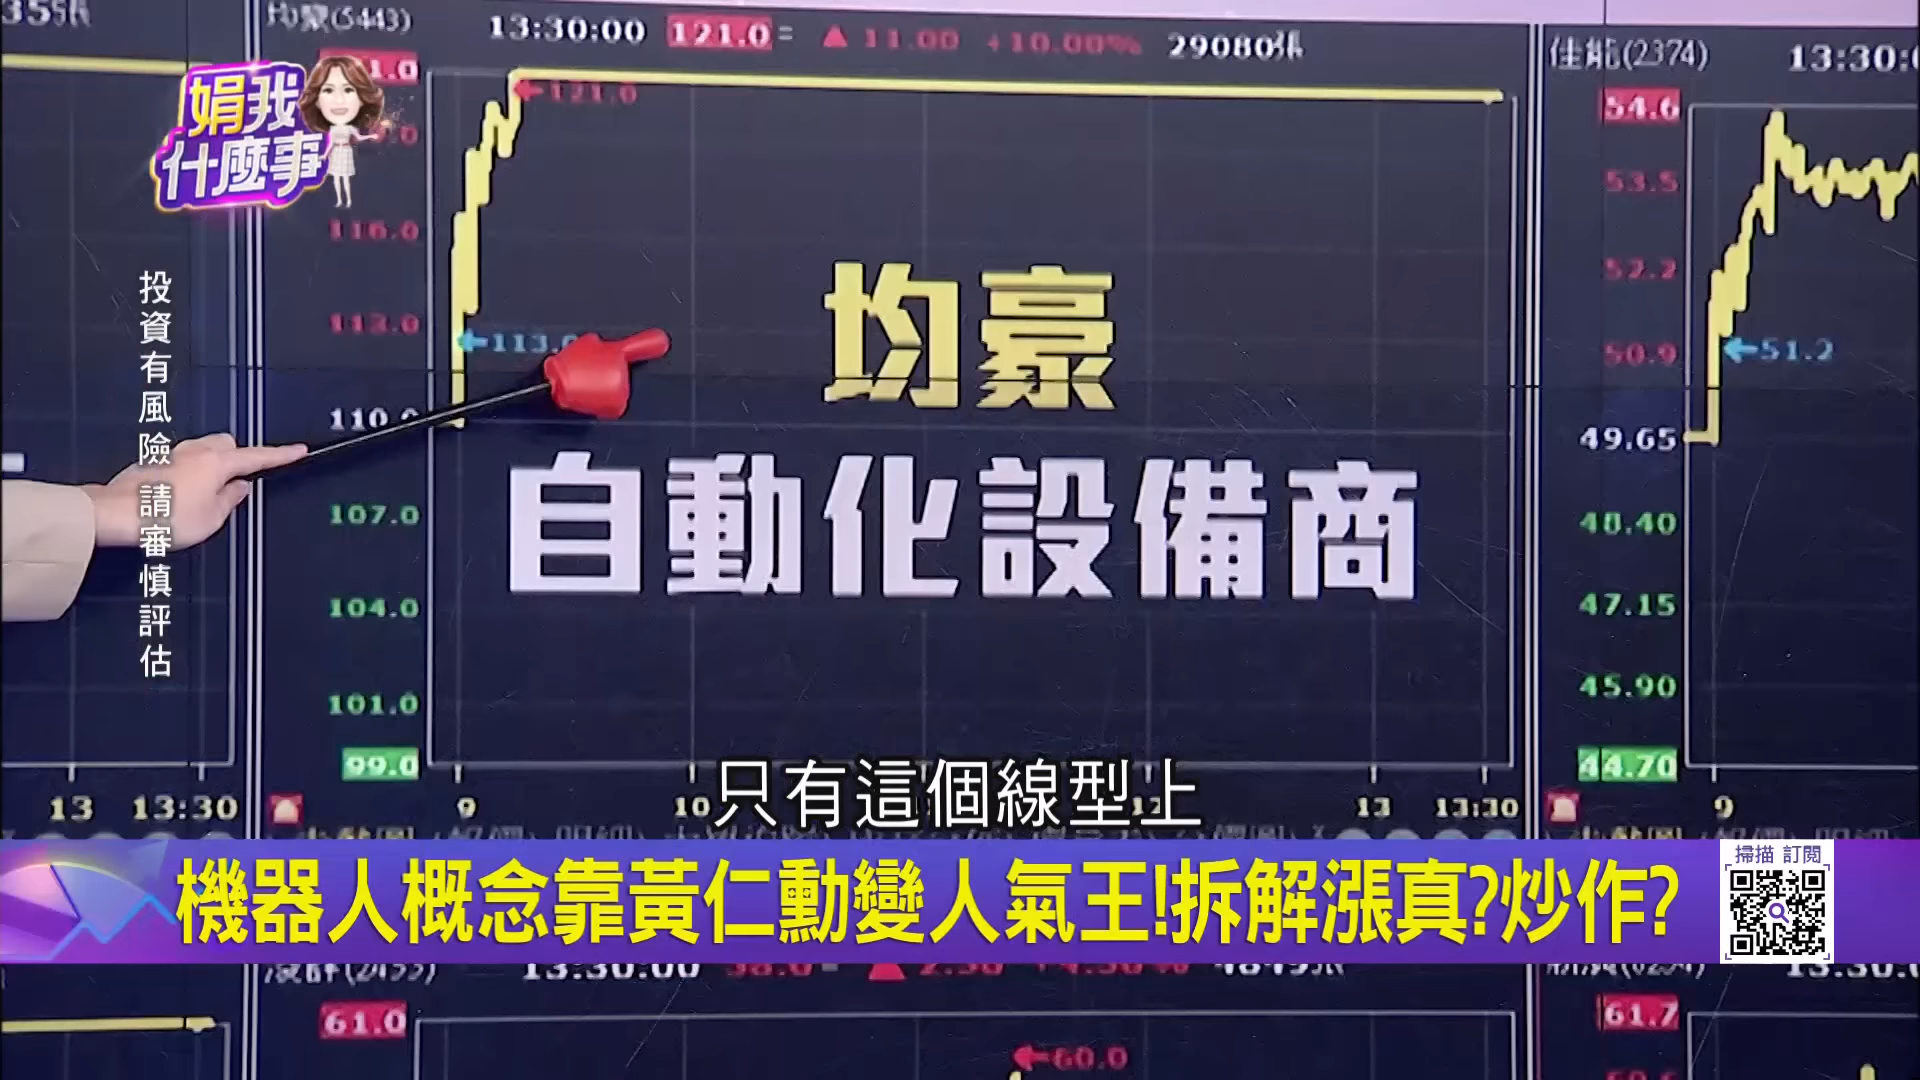 均豪(5443) 13:30:00 121.0 = ▲ 11.00 +10.00% 29080張
佳能(2374)
娟我
什麼事
投資有風險 請審慎評估
121.0
116.0
113.0
110.0
107.0
104.0
101.0
99.0
113.0
均豪
自動化設備商
9 10 12 13 13:30
13 13:30
54.6
53.5
52.2
50.9
51.2
49.65
48.40
47.15
45.90
44.70
9
只有這個線型上
機器人概念靠黃仁勳變人氣王!拆解漲真?炒作?
掃描 訂閱
13:30:00
61.0
60.0
61.7